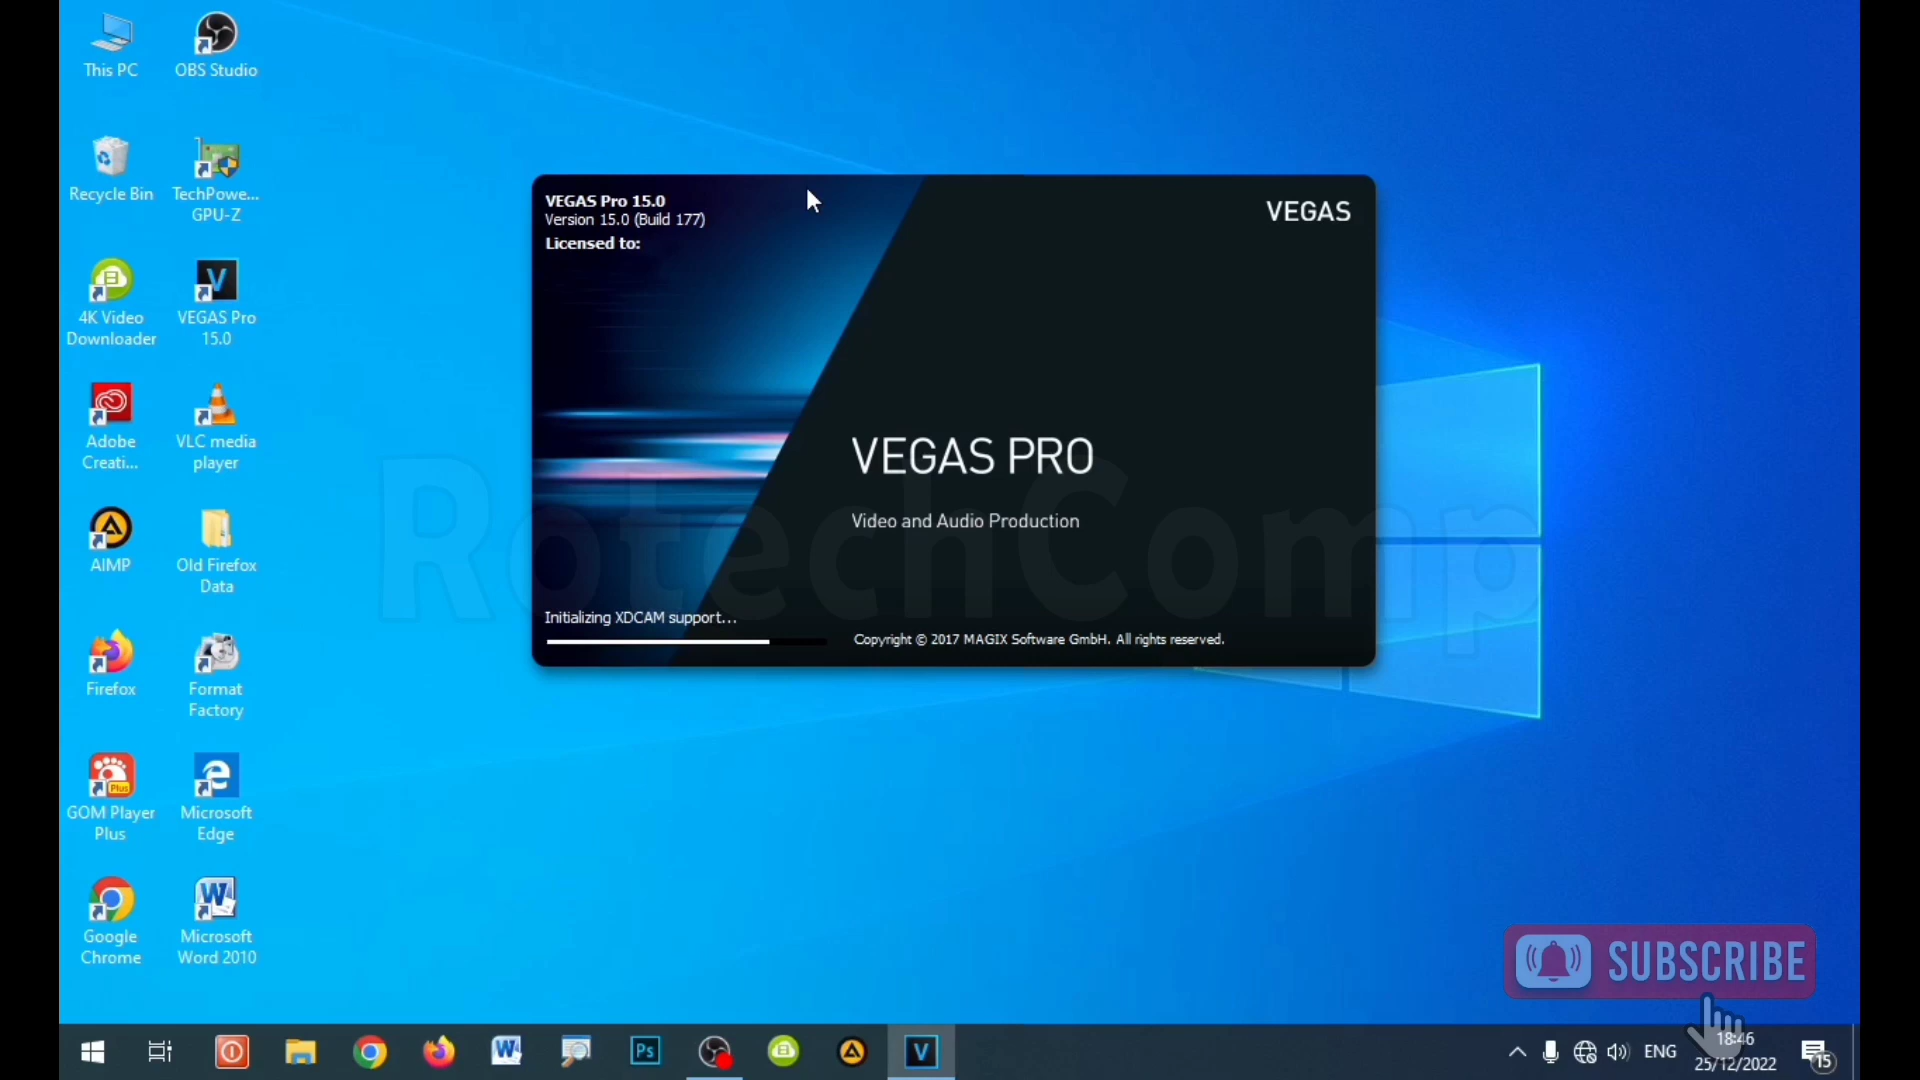 This PC
OBS Studio
Recycle Bin
TechPowe...
GPU-Z
4K Video
Downloader
VEGAS Pro
15.0
Adobe
Creati...
VLC media
player
AIMP
Old Firefox
Data
Firefox
Format
Factory
GOM Player
Plus
Microsoft
Edge
Google
Chrome
Microsoft
Word 2010
VEGAS Pro 15.0
Version 15.0 (Build 177)
Licensed to:
VEGAS
VEGAS PRO
Video and Audio Production
Initializing XDCAM support...
Copyright © 2017 MAGIX Software GmbH. All rights reserved.
RotechComp
SUBSCRIBE
Ps
V
ENG
18:46
25/12/2022
15